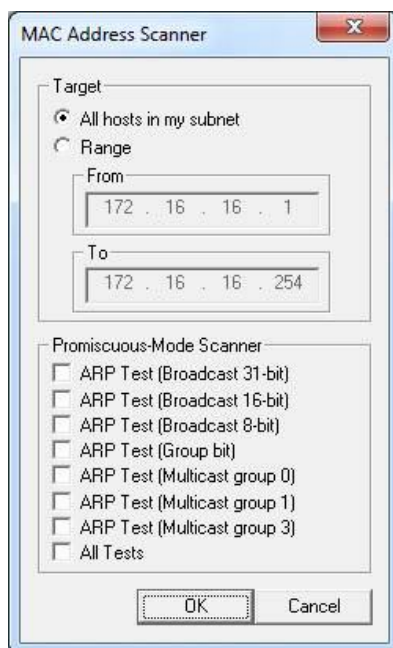 MAC Address Scanner
Target
All hosts in my subnet
Range
From
172 . 16 . 16 . 1
To
172 . 16 . 16 . 254
Promiscuous-Mode Scanner
ARP Test (Broadcast 31-bit)
ARP Test (Broadcast 16-bit)
ARP Test (Broadcast 8-bit)
ARP Test (Group bit)
ARP Test (Multicast group 0)
ARP Test (Multicast group 1)
ARP Test (Multicast group 3)
All Tests
OK Cancel